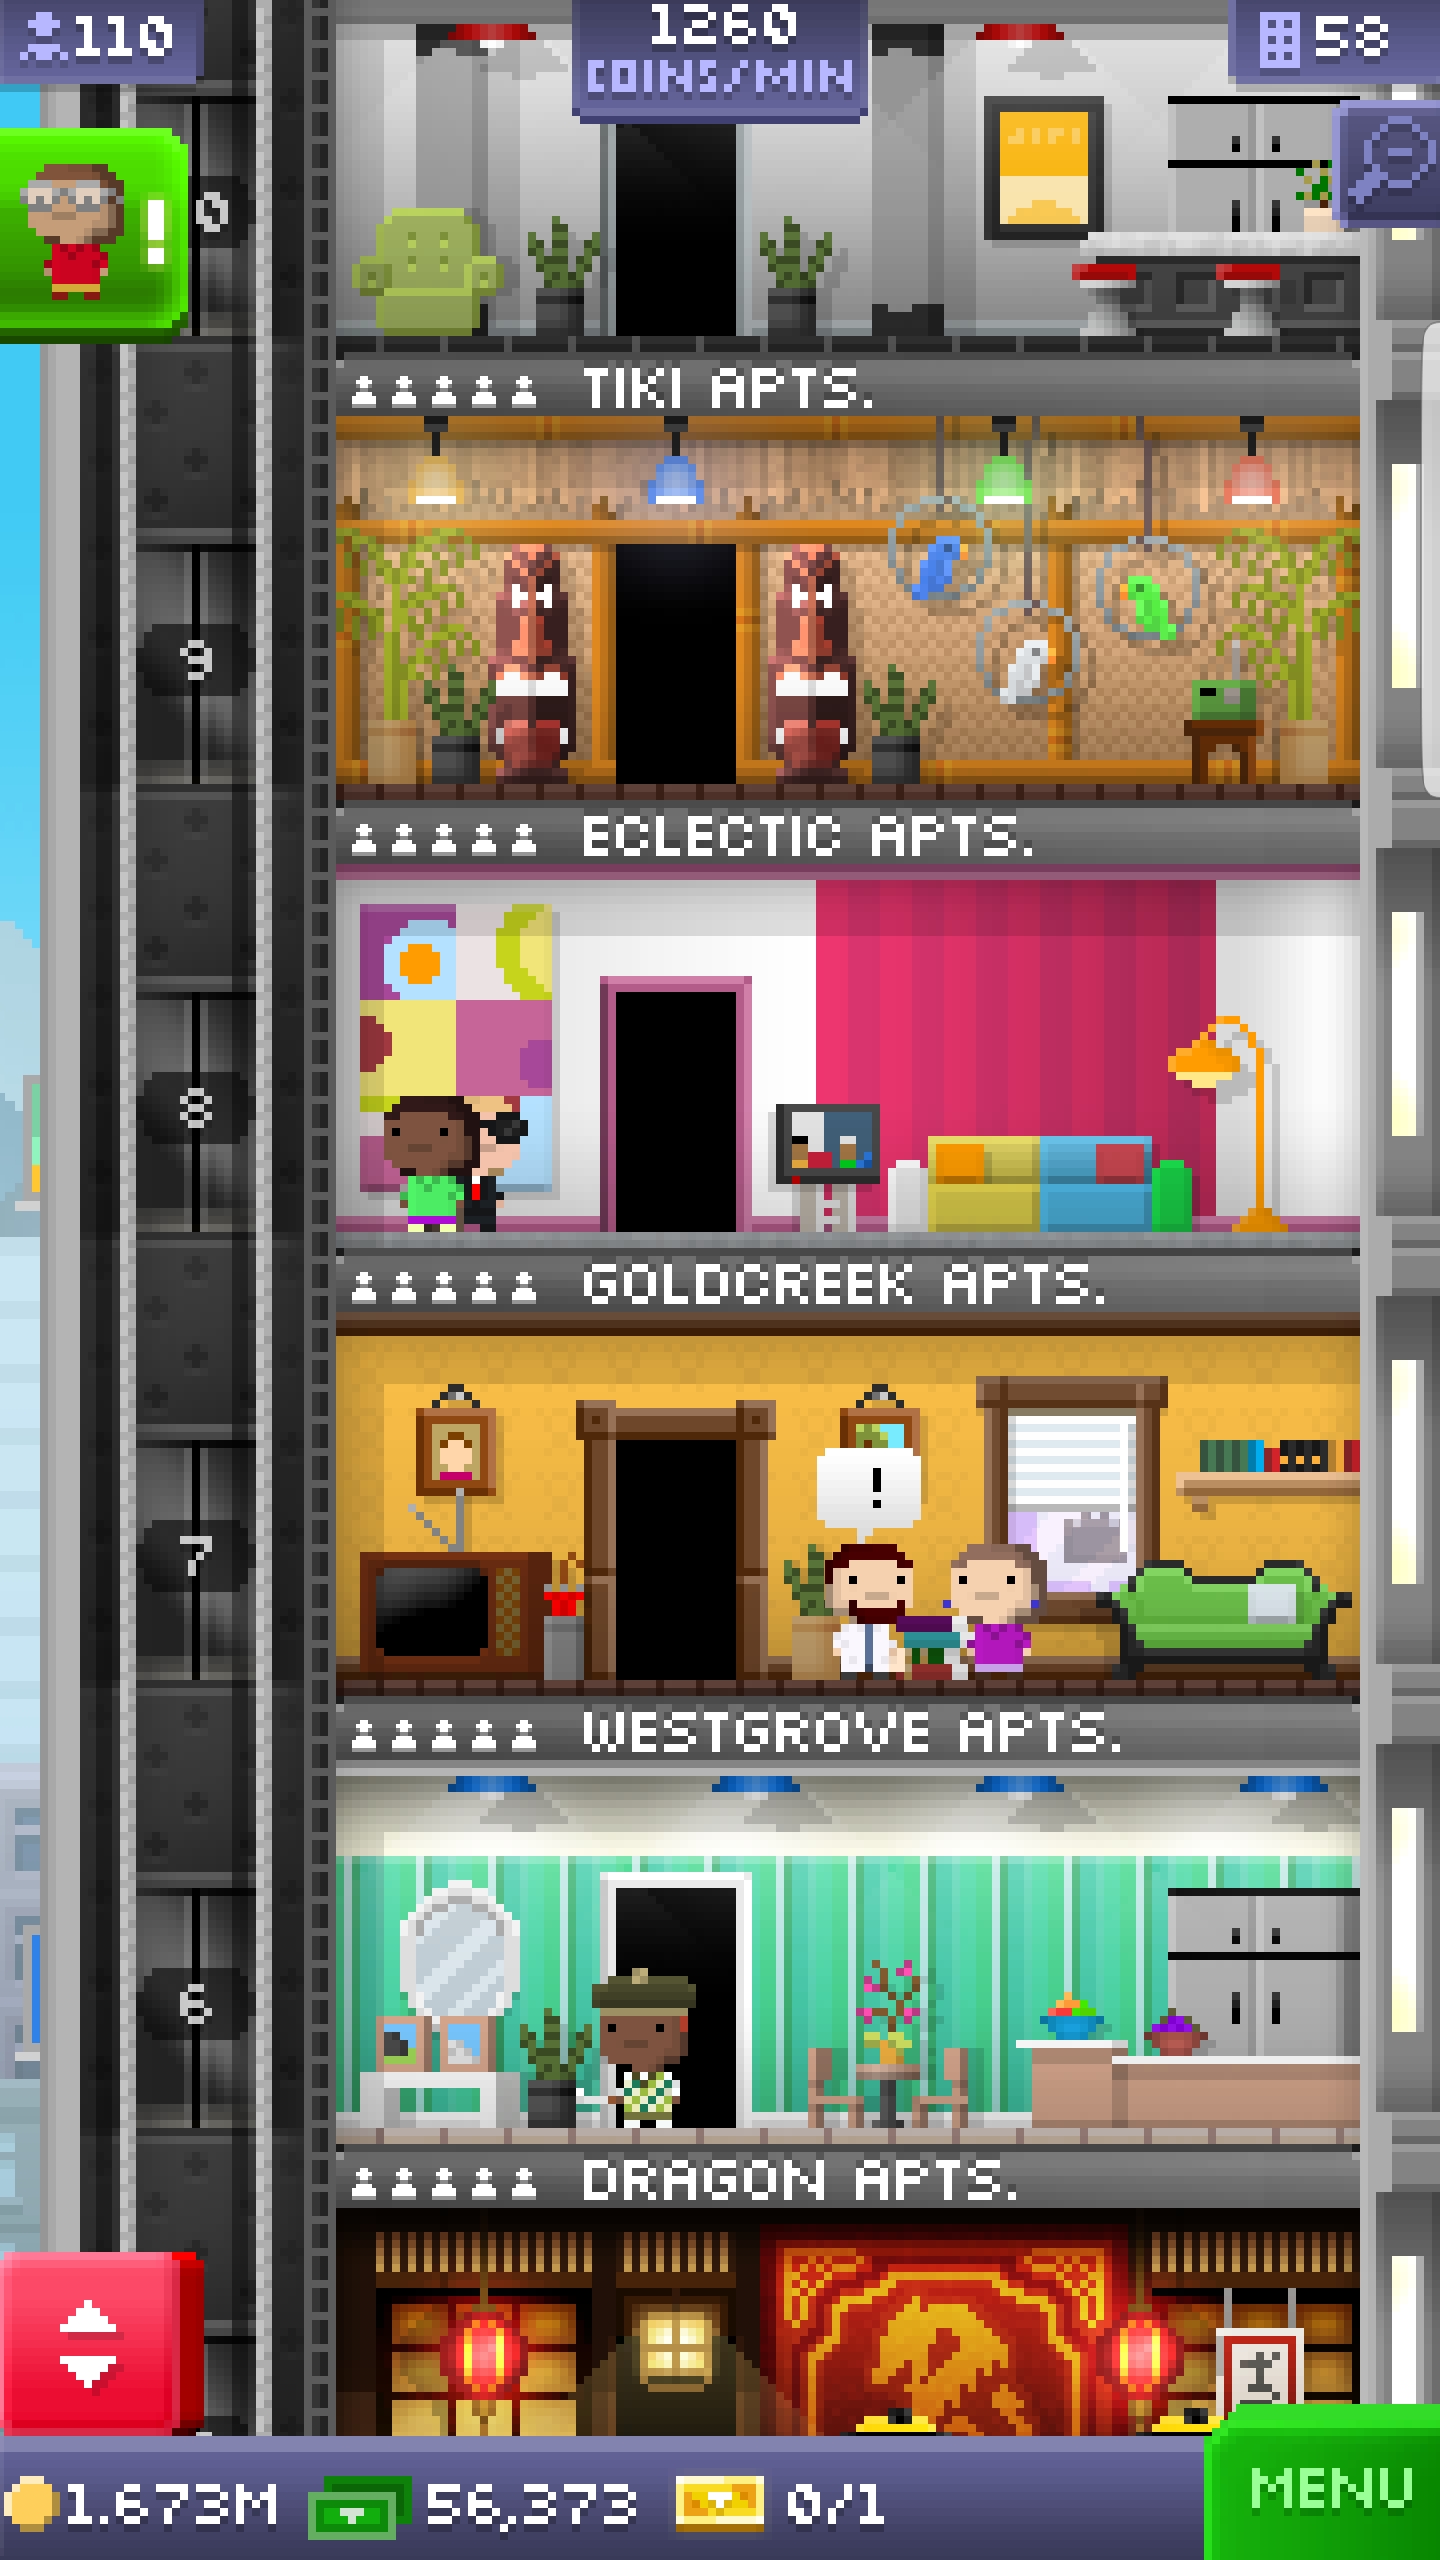 110
1260
COINS/MIN
58
!
0
TIKI APTS.
9
ECLECTIC APTS.
8
GOLDCREEK APTS.
!
7
WESTGROVE APTS.
6
DRAGON APTS.
1.673M
56,373
0/1
MENU